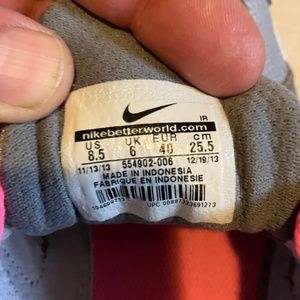 IR
nikebetterworld.com
US UK EUR cm
8.5 6 40 25.5
11/13/13 554902-006 12/19/13
MADE IN INDONESIA
FABRIQUE EN INDONESIE